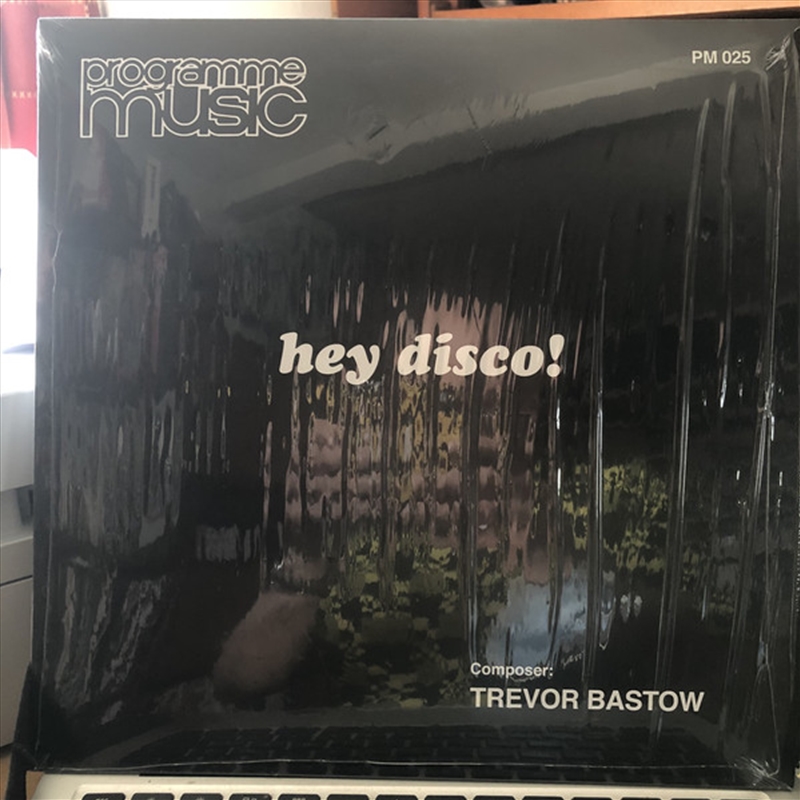 programme
music
PM 025
hey disco!
Composer:
TREVOR BASTOW